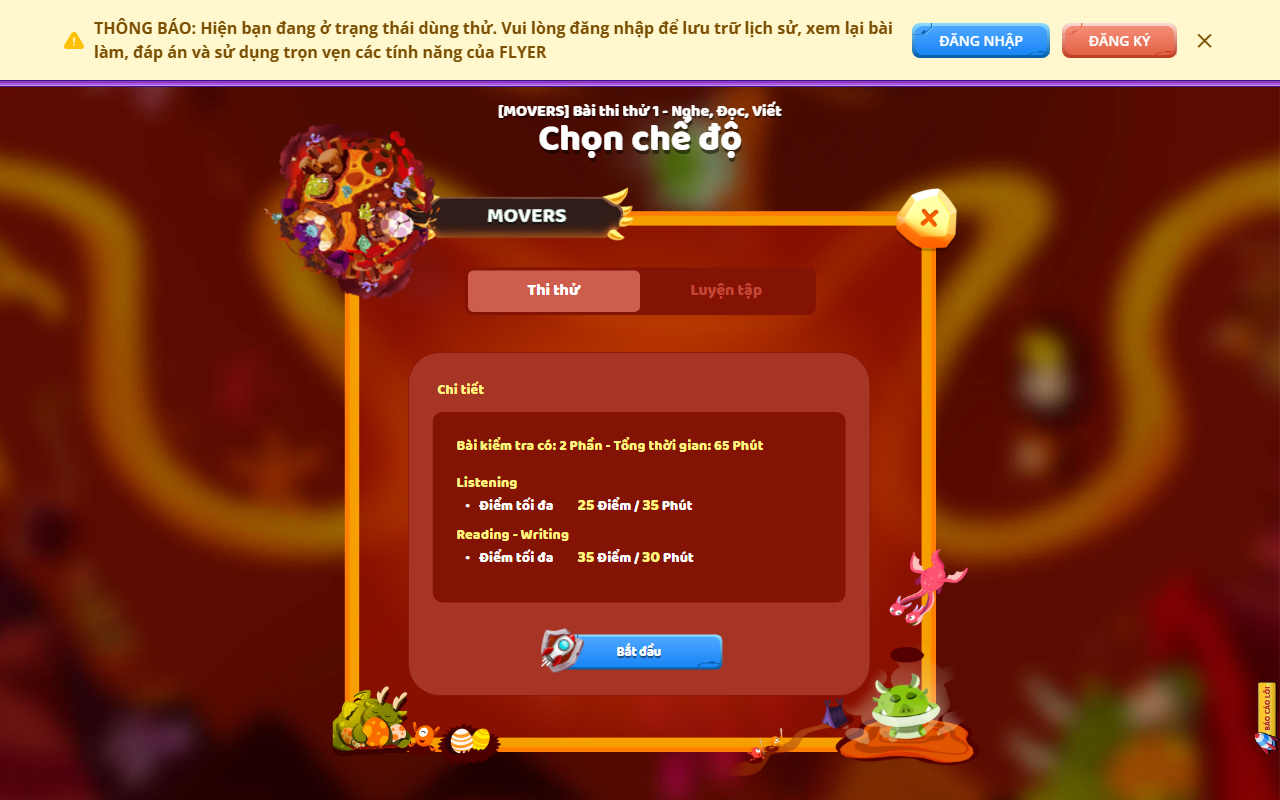 THÔNG BÁO: Hiện bạn đang ở trạng thái dùng thử. Vui lòng đăng nhập để lưu trữ lịch sử, xem lại bài
làm, đáp án và sử dụng trọn vẹn các tính năng của FLYER
ĐĂNG NHẬP
ĐĂNG KÝ
[MOVERS] Bài thi thử 1 - Nghe, Đọc, Viết
Chọn chế độ
MOVERS
Thi thử
Luyện tập
Chi tiết
Bài kiểm tra có: 2 Phần - Tổng thời gian: 65 Phút
Listening
• Điểm tối đa 25 Điểm / 35 Phút
Reading - Writing
• Điểm tối đa 35 Điểm / 30 Phút
Bắt đầu
BÁO CÁO LỖI